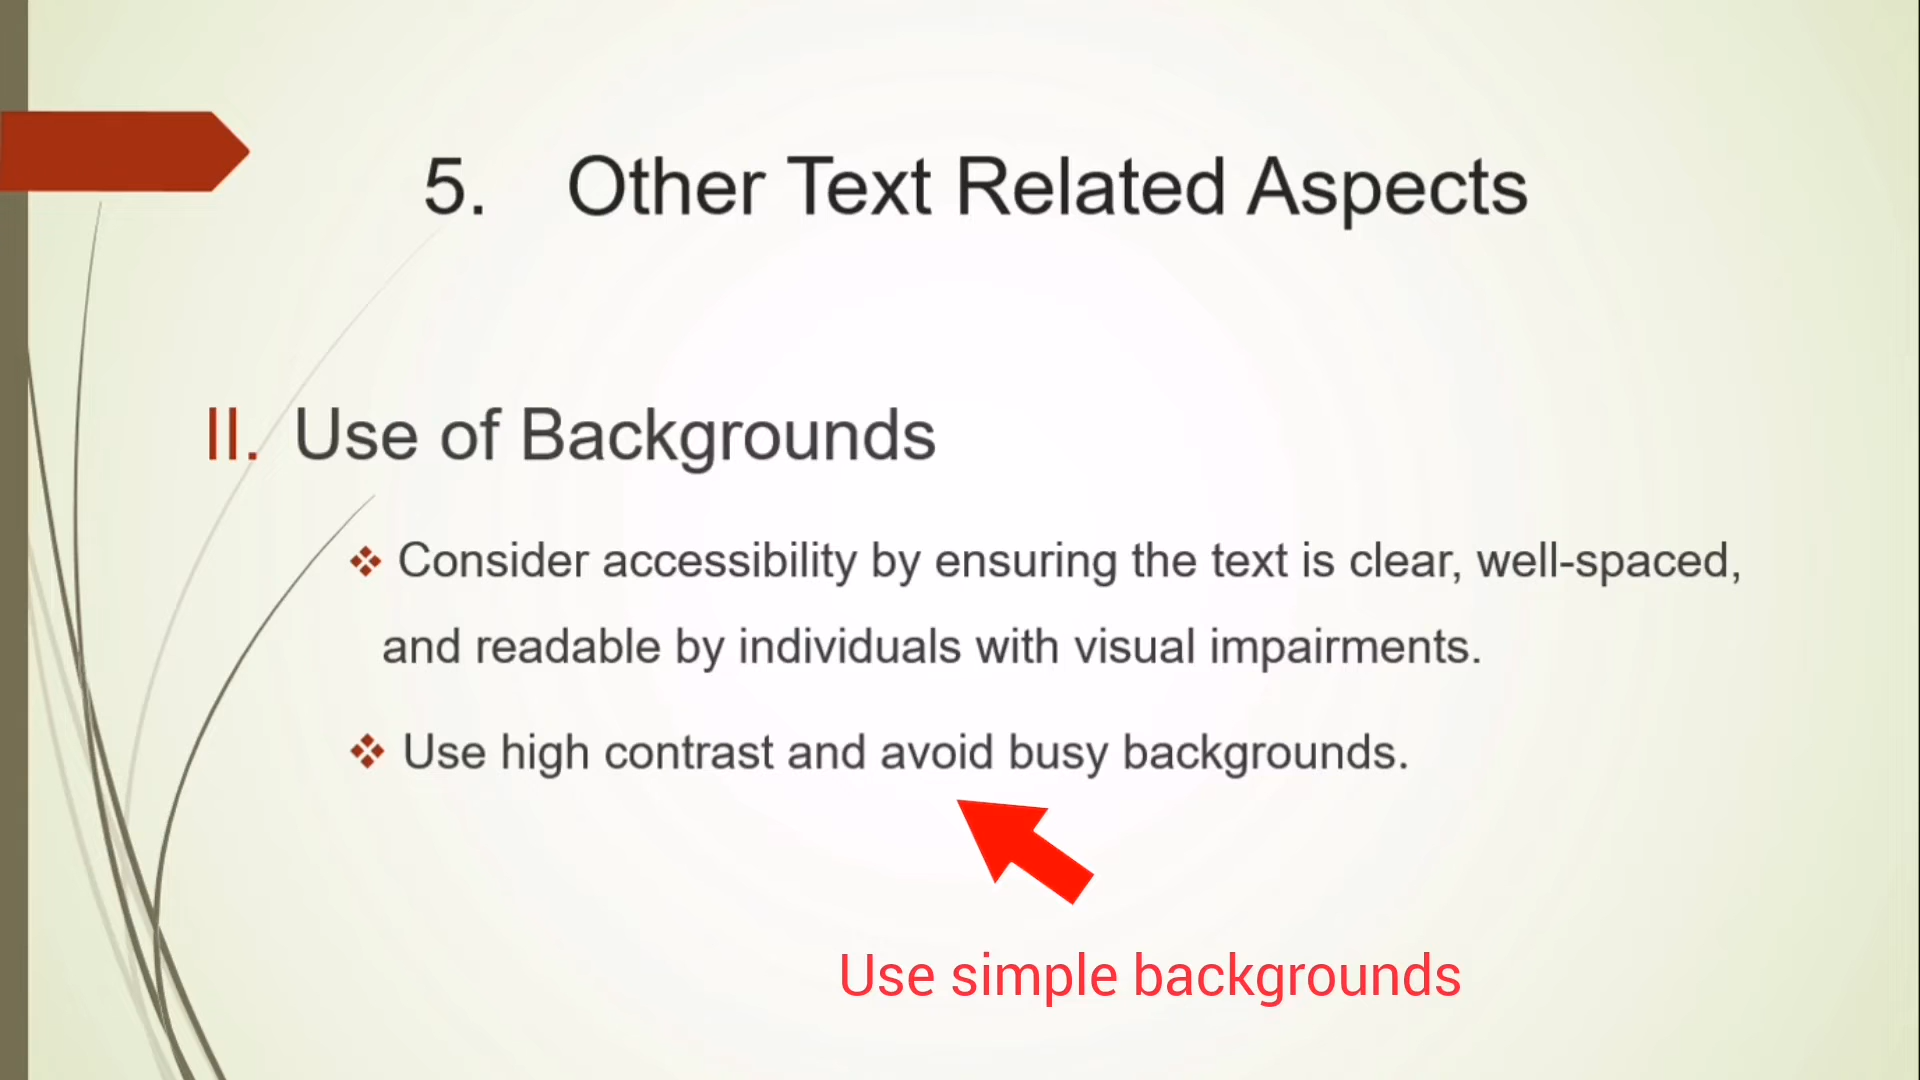 5. Other Text Related Aspects
II. Use of Backgrounds
❖ Consider accessibility by ensuring the text is clear, well-spaced,
and readable by individuals with visual impairments.
❖ Use high contrast and avoid busy backgrounds.
Use simple backgrounds